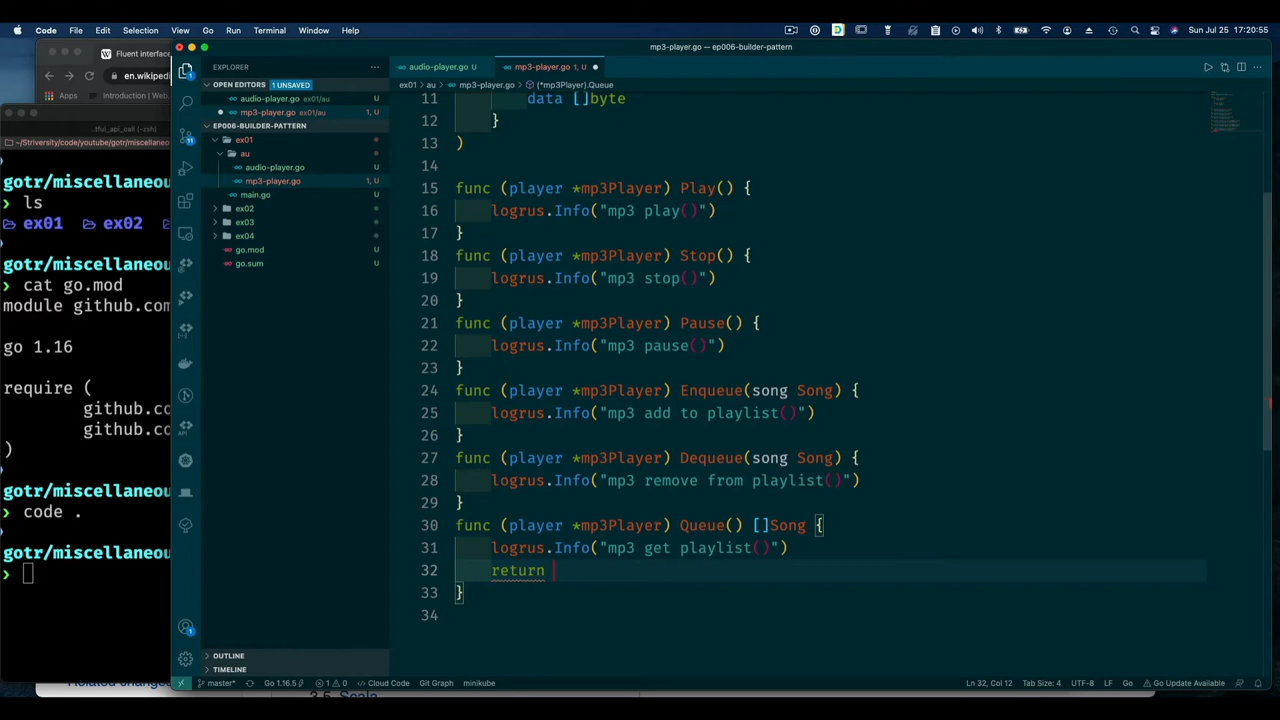 Code File Edit Selection View Go Run Terminal Window Help Sun Jul 25 17:20:55
mp3-player.go — ep006-builder-pattern
Fluent interface
en.wikiped
Apps Introduction | Web
..tful_api_call (-zsh)
~/Striversity/code/youtube/gotr/miscellaneous
gotr/miscellaneou
❯ ls
ex01 ex02
gotr/miscellaneou
❯ cat go.mod
module github.com
go 1.16
require (
github.co
github.co
)
gotr/miscellaneou
❯ code .
gotr/miscellaneou
❯
EXPLORER ...
OPEN EDITORS 1 UNSAVED
audio-player.go ex01/au U
mp3-player.go ex01/au 1, U
EP006-BUILDER-PATTERN
ex01
au
audio-player.go U
mp3-player.go 1, U
main.go U
ex02
ex03
ex04
go.mod U
go.sum U
OUTLINE
TIMELINE
audio-player.go U mp3-player.go 1, U
ex01 > au > mp3-player.go > (*mp3Player).Queue
11 data []byte
12 }
13 )
14
15 func (player *mp3Player) Play() {
16 logrus.Info("mp3 play()")
17 }
18 func (player *mp3Player) Stop() {
19 logrus.Info("mp3 stop()")
20 }
21 func (player *mp3Player) Pause() {
22 logrus.Info("mp3 pause()")
23 }
24 func (player *mp3Player) Enqueue(song Song) {
25 logrus.Info("mp3 add to playlist()")
26 }
27 func (player *mp3Player) Dequeue(song Song) {
28 logrus.Info("mp3 remove from playlist()")
29 }
30 func (player *mp3Player) Queue() []Song {
31 logrus.Info("mp3 get playlist()")
32 return
33 }
34
master* Go 1.16.5 1 0 Cloud Code Git Graph minikube Ln 32, Col 12 Tab Size: 4 UTF-8 LF Go Go Update Available
3.5 Scala